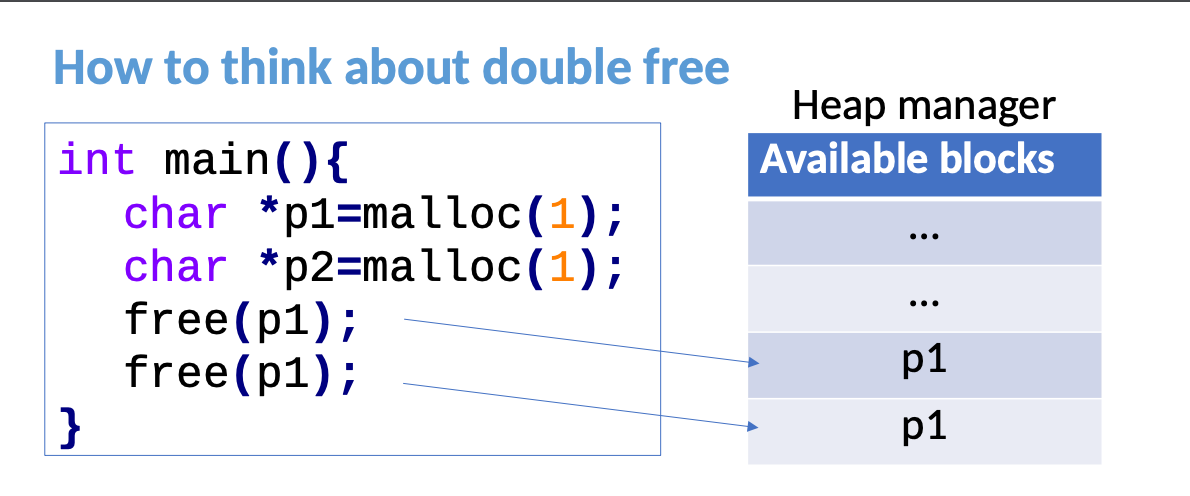 How to think about double free
int main(){
char *p1=malloc(1);
char *p2=malloc(1);
free(p1);
free(p1);
}
Heap manager
Available blocks
...
...
p1
p1